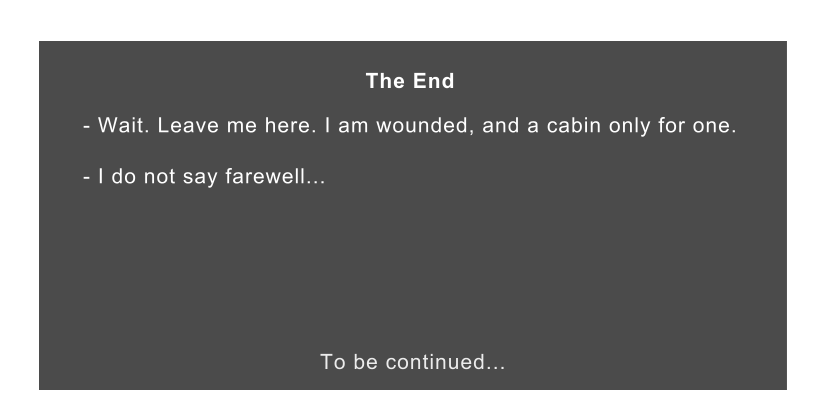 The End
- Wait. Leave me here. I am wounded, and a cabin only for one.
- I do not say farewell...
To be continued...